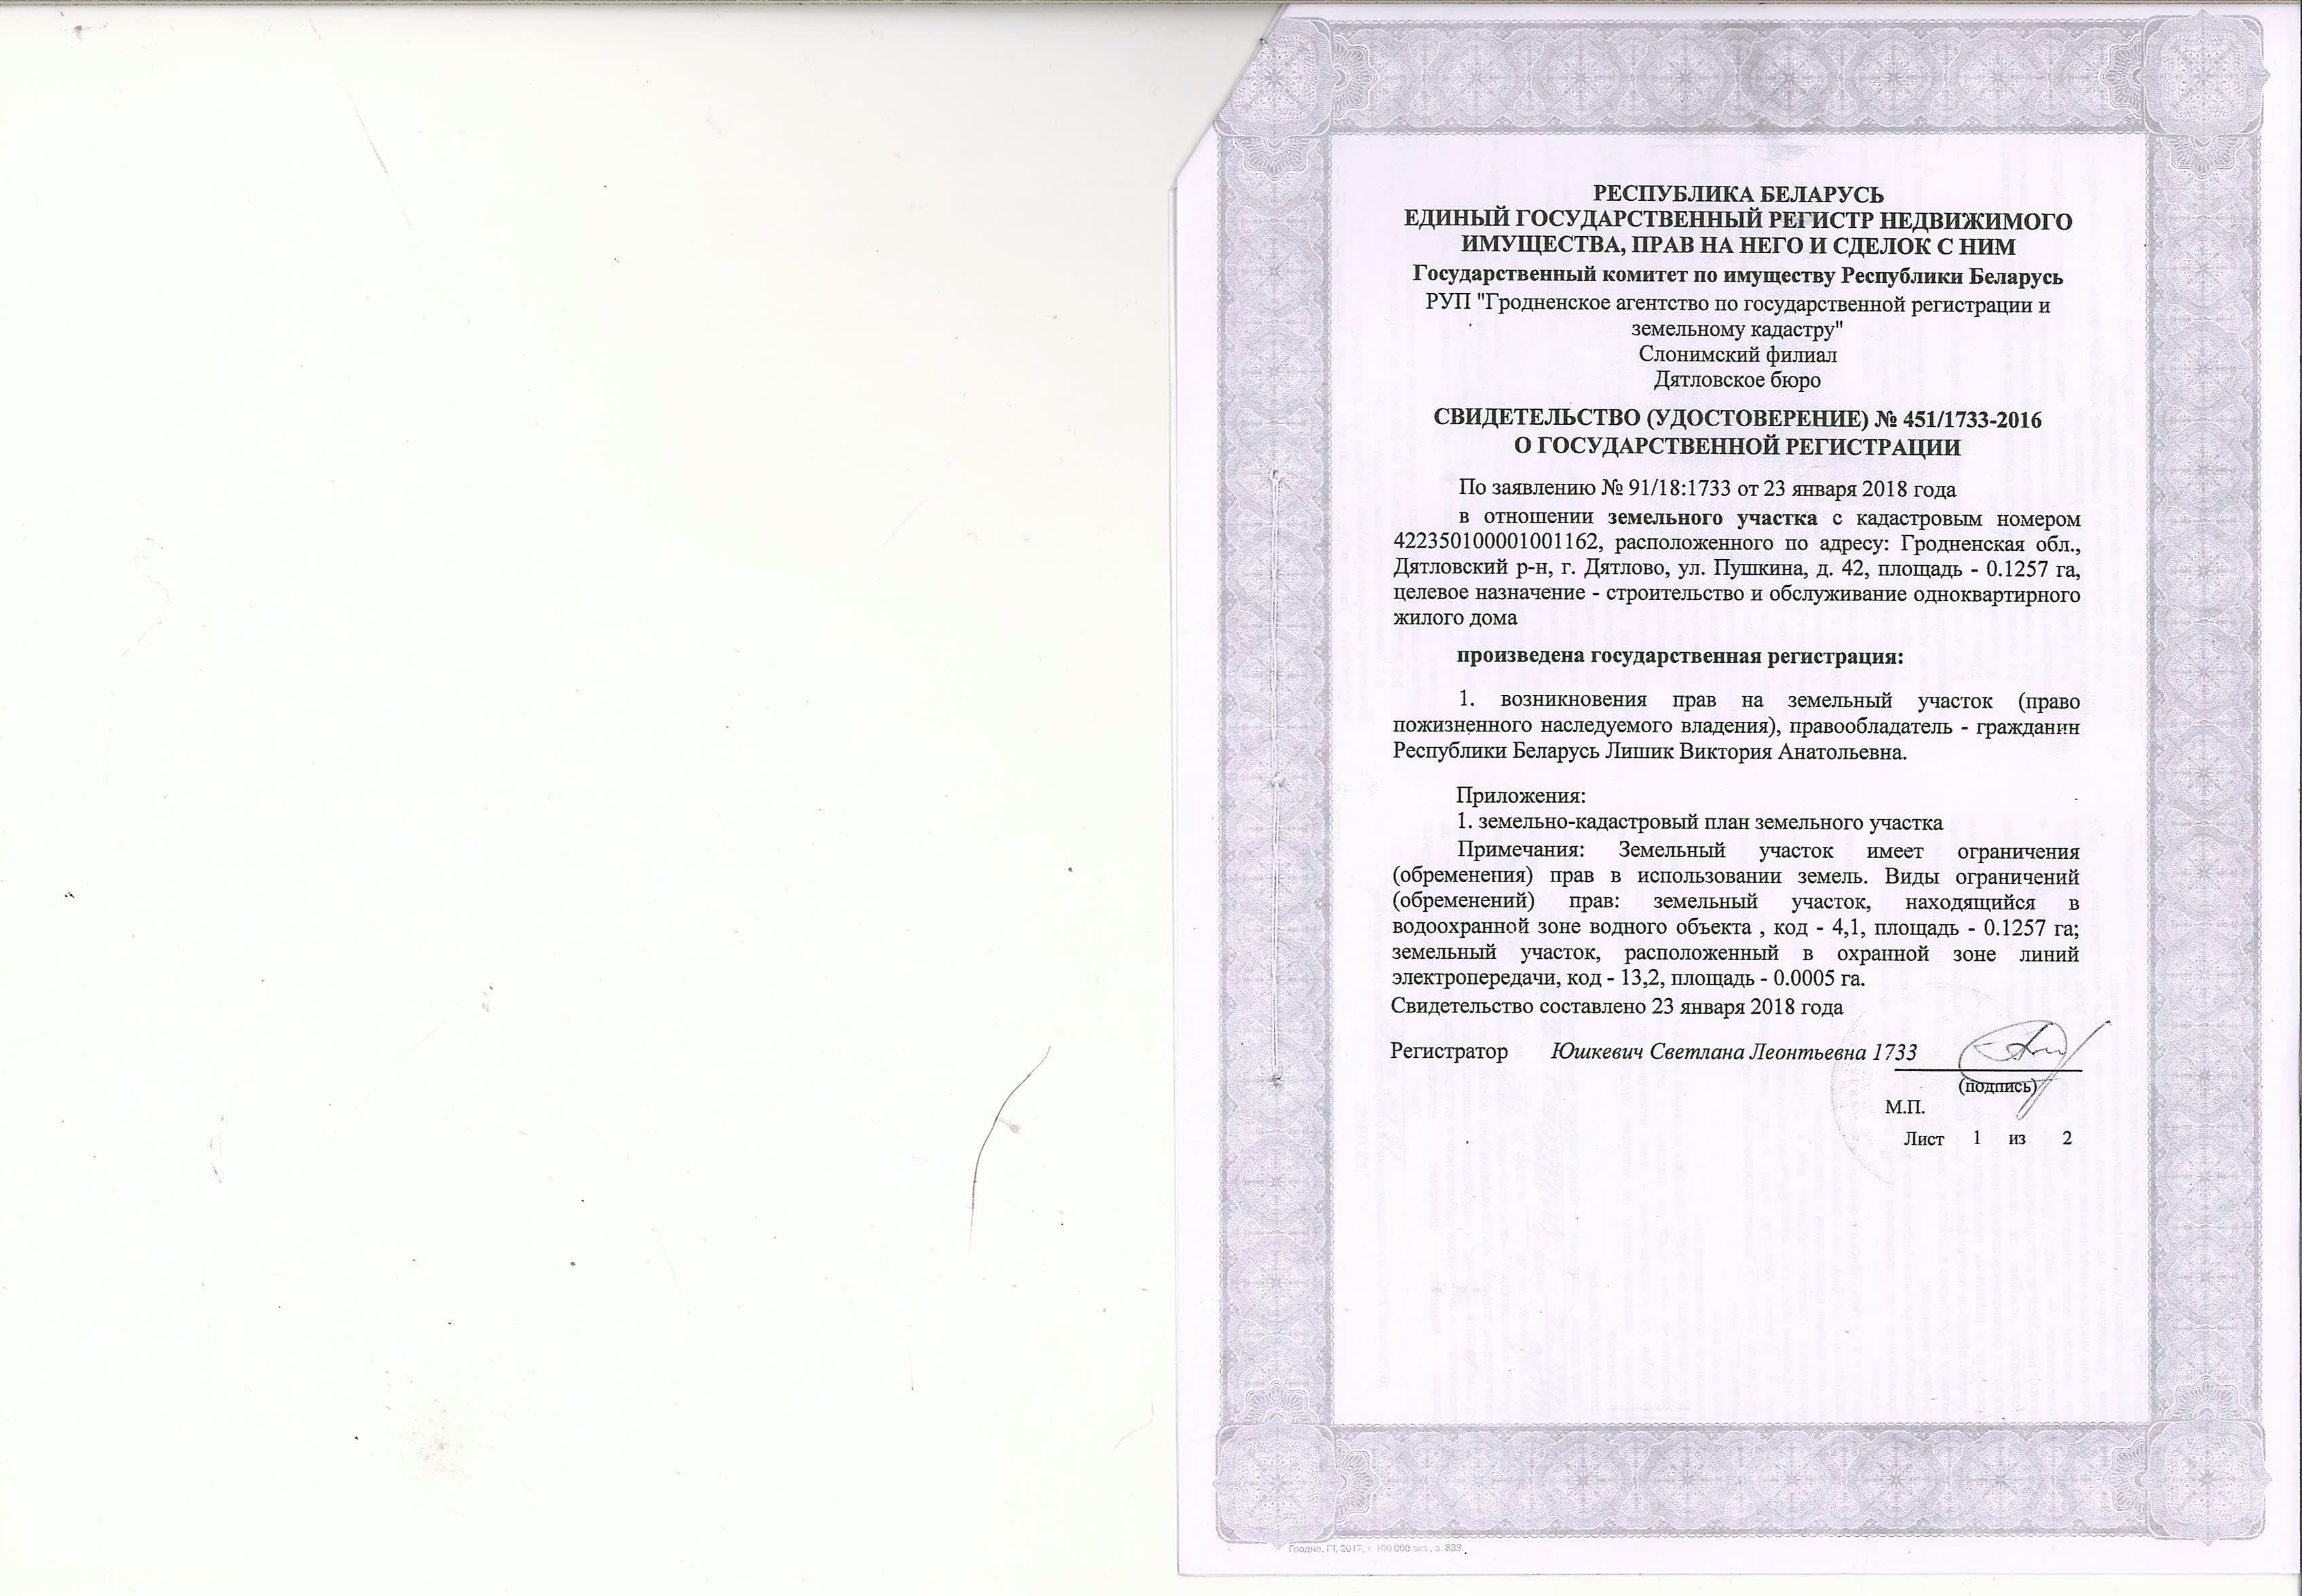 РЕСПУБЛИКА БЕЛАРУСЬ
ЕДИНЫЙ ГОСУДАРСТВЕННЫЙ РЕГИСТР НЕДВИЖИМОГО
ИМУЩЕСТВА, ПРАВ НА НЕГО И СДЕЛОК С НИМ
Государственный комитет по имуществу Республики Беларусь
РУП "Гродненское агентство по государственной регистрации и
земельному кадастру"
Слонимский филиал
Дятловское бюро
СВИДЕТЕЛЬСТВО (УДОСТОВЕРЕНИЕ) № 451/1733-2016
О ГОСУДАРСТВЕННОЙ РЕГИСТРАЦИИ
По заявлению № 91/18:1733 от 23 января 2018 года
в отношении земельного участка с кадастровым номером
422350100001001162, расположенного по адресу: Гродненская обл.,
Дятловский р-н, г. Дятлово, ул. Пушкина, д. 42, площадь - 0.1257 га,
целевое назначение - строительство и обслуживание одноквартирного
жилого дома
произведена государственная регистрация:
1. возникновения прав на земельный участок (право
пожизненного наследуемого владения), правообладатель - гражданин
Республики Беларусь Лишик Виктория Анатольевна.
Приложения:
1. земельно-кадастровый план земельного участка
Примечания: Земельный участок имеет ограничения
(обременения) прав в использовании земель. Виды ограничений
(обременений) прав: земельный участок, находящийся в
водоохранной зоне водного объекта , код - 4,1, площадь - 0.1257 га;
земельный участок, расположенный в охранной зоне линий
электропередачи, код - 13,2, площадь - 0.0005 га.
Свидетельство составлено 23 января 2018 года
Регистратор Юшкевич Светлана Леонтьевна 1733
(подпись)
М.П.
Лист 1 из 2
Гродно, ГТ, 2017, т. 100 000 экз., з. 833.